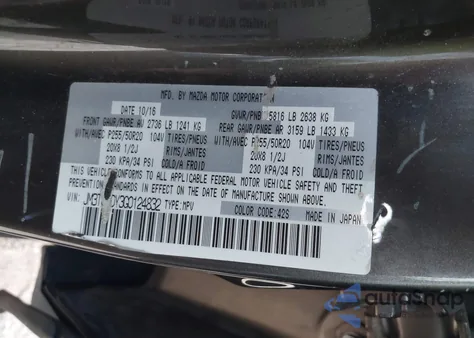 MFD. BY MAZDA MOTOR CORPORATION
DATE 10/16
GVWR/PNBV 5816 LB 2638 KG
FRONT GAWR/PNBE AV 2736 LB 1241 KG
REAR GAWR/PNBE AR 3159 LB 1433 KG
WITH/AVEC P255/50R20 104V TIRES/PNEUS
WITH/AVEC P255/50R20 104V TIRES/PNEUS
20X8 1/2J RIMS/JANTES
20X8 1/2J RIMS/JANTES
230 KPA/34 PSI COLD/A FROID
230 KPA/34 PSI COLD/A FROID
THIS VEHICLE CONFORMS TO ALL APPLICABLE FEDERAL MOTOR VEHICLE SAFETY AND THEFT
PREVENTION STANDARDS IN EFFECT ON THE DATE OF MANUFACTURE SHOWN ABOVE.
VIN: TYPE:MPV COLOR CODE:42S MADE IN JAPAN
autosnap